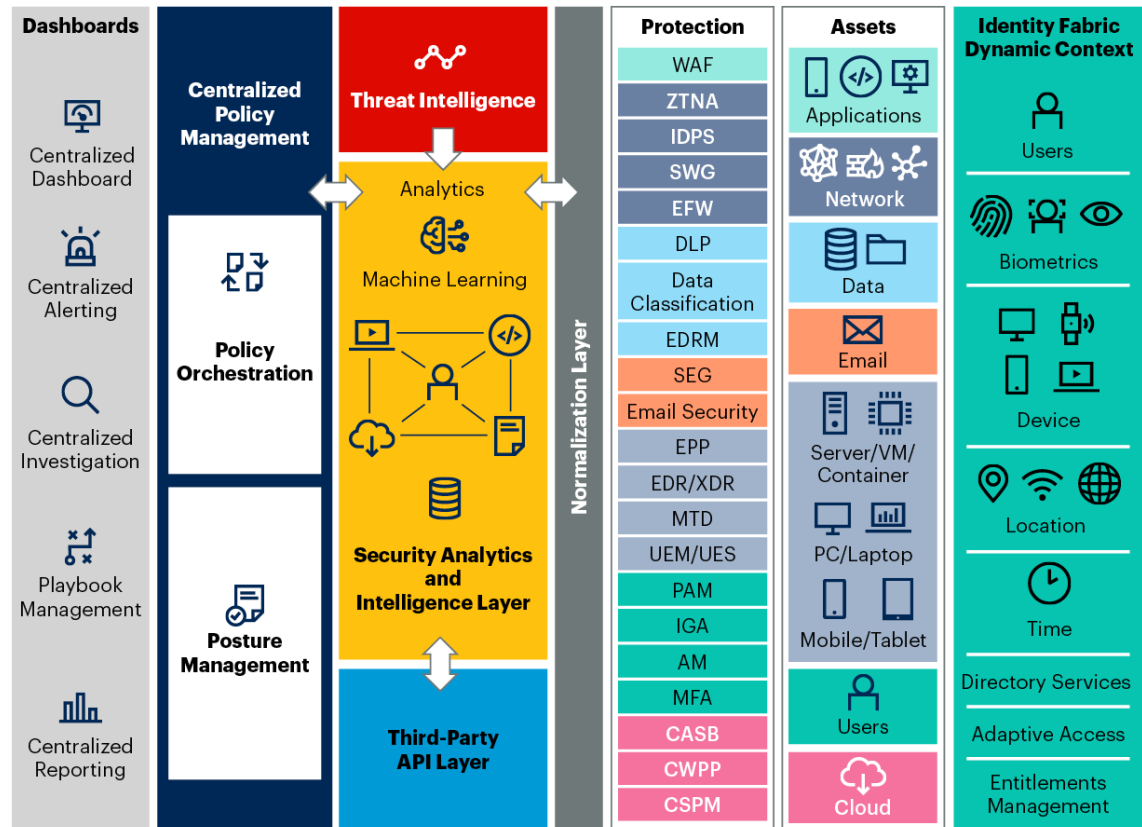 Dashboards
Centralized
Dashboard
Centralized
Alerting
Centralized
Investigation
Playbook
Management
Centralized
Reporting
Centralized
Policy
Management
Policy
Orchestration
Posture
Management
Threat Intelligence
Analytics
Machine Learning
Security Analytics
and
Intelligence Layer
Third-Party
API Layer
Normalization Layer
Protection
WAF
ZTNA
IDPS
SWG
EFW
DLP
Data
Classification
EDRM
SEG
Email Security
EPP
EDR/XDR
MTD
UEM/UES
PAM
IGA
AM
MFA
CASB
CWPP
CSPM
Assets
Applications
Network
Data
Email
Server/VM/
Container
PC/Laptop
Mobile/Tablet
Users
Cloud
Identity Fabric
Dynamic Context
Users
Biometrics
Device
Location
Time
Directory Services
Adaptive Access
Entitlements
Management